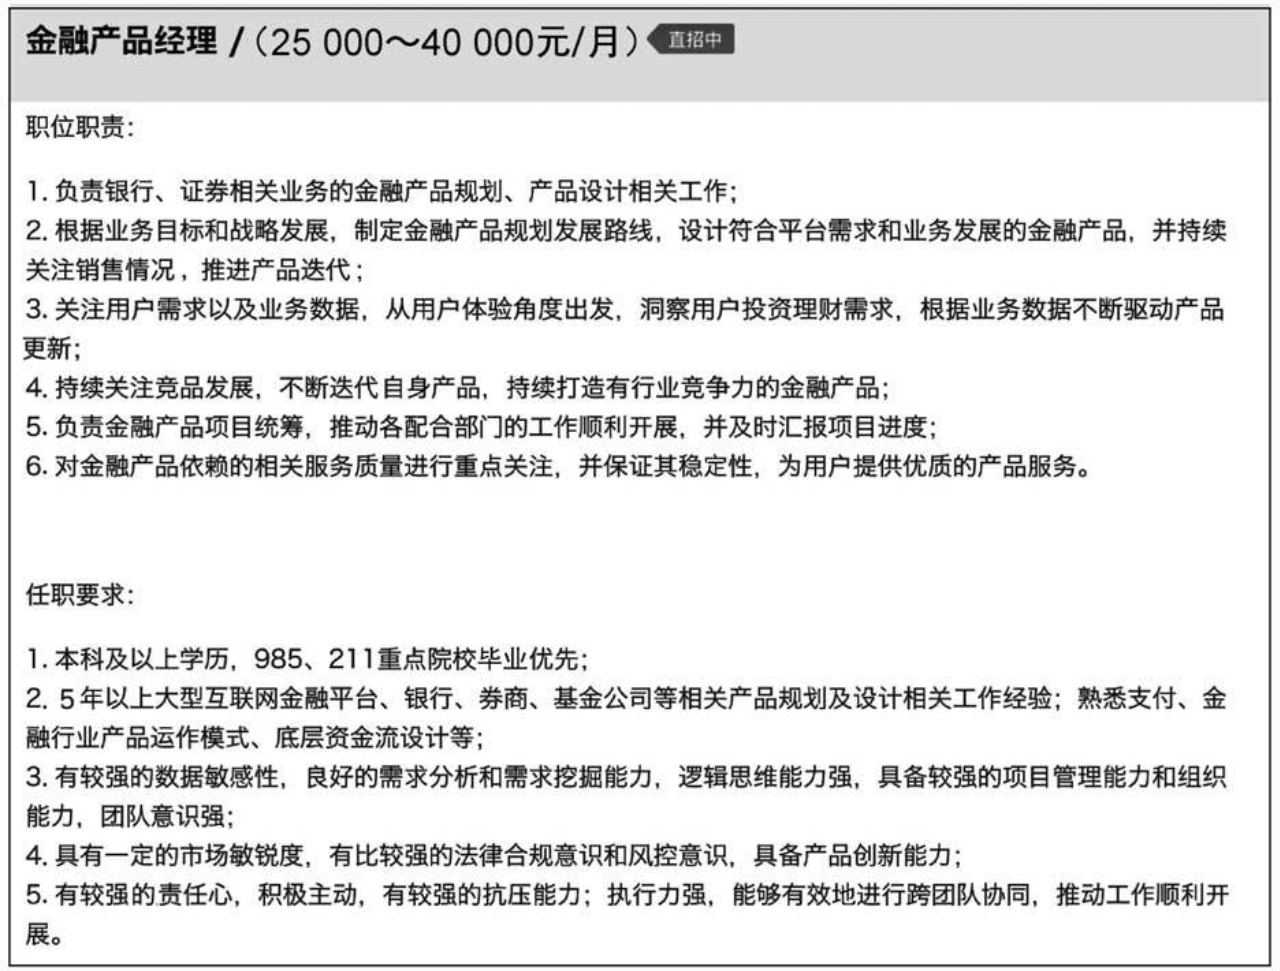 金融产品经理 /（25 000～40 000元/月） 直招中
职位职责：
1. 负责银行、证券相关业务的金融产品规划、产品设计相关工作；
2. 根据业务目标和战略发展，制定金融产品规划发展路线，设计符合平台需求和业务发展的金融产品，并持续
关注销售情况，推进产品迭代；
3. 关注用户需求以及业务数据，从用户体验角度出发，洞察用户投资理财需求，根据业务数据不断驱动产品
更新；
4. 持续关注竞品发展，不断迭代自身产品，持续打造有行业竞争力的金融产品；
5. 负责金融产品项目统筹，推动各配合部门的工作顺利开展，并及时汇报项目进度；
6. 对金融产品依赖的相关服务质量进行重点关注，并保证其稳定性，为用户提供优质的产品服务。
任职要求：
1. 本科及以上学历，985、211重点院校毕业优先；
2. 5年以上大型互联网金融平台、银行、券商、基金公司等相关产品规划及设计相关工作经验；熟悉支付、金
融行业产品运作模式、底层资金流设计等；
3. 有较强的数据敏感性，良好的需求分析和需求挖掘能力，逻辑思维能力强，具备较强的项目管理能力和组织
能力，团队意识强；
4. 具有一定的市场敏锐度，有比较强的法律合规意识和风控意识，具备产品创新能力；
5. 有较强的责任心，积极主动，有较强的抗压能力；执行力强，能够有效地进行跨团队协同，推动工作顺利开
展。